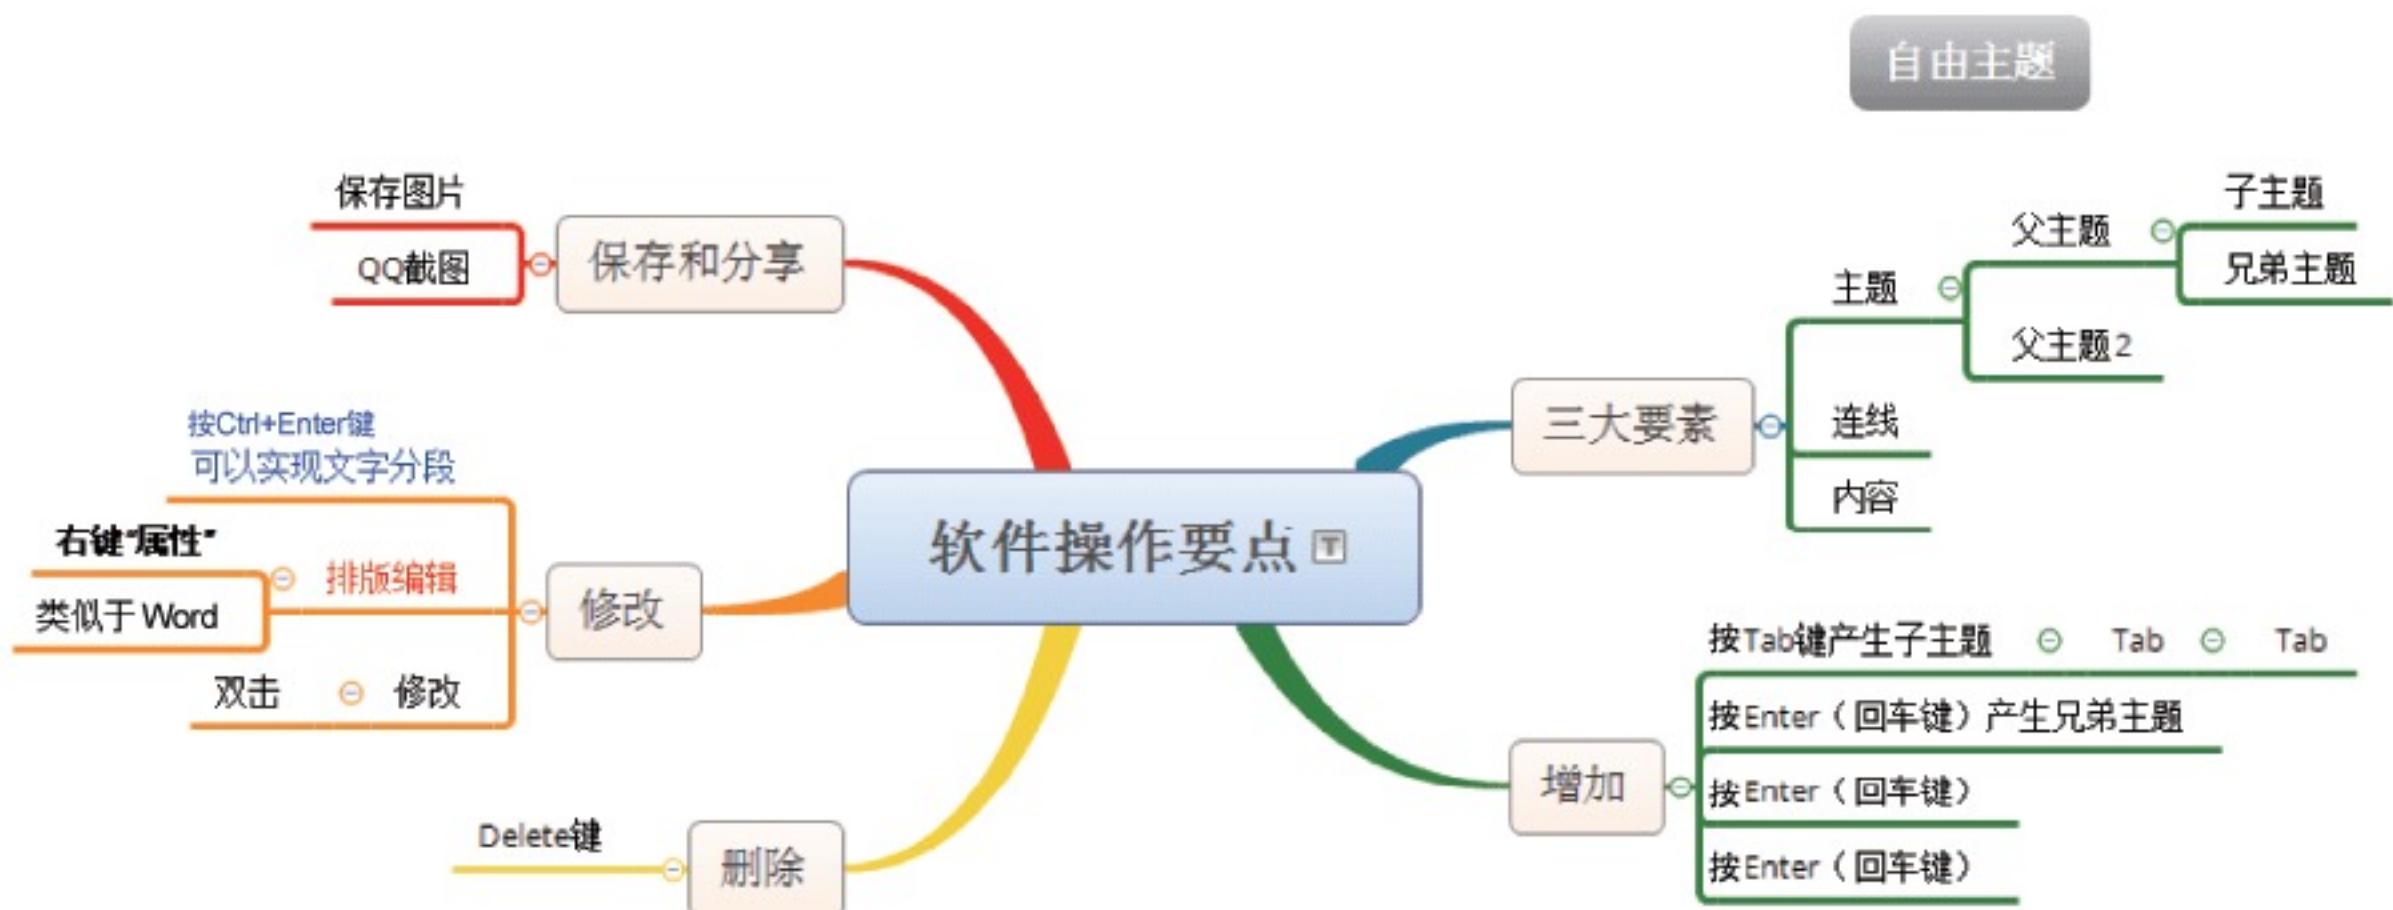 自由主题
保存图片
QQ截图
保存和分享
按Ctrl+Enter键
可以实现文字分段
右键“属性”
类似于 Word
排版编辑
双击
修改
修改
Delete键
删除
软件操作要点
三大要素
主题
父主题
子主题
兄弟主题
父主题 2
连线
内容
增加
按Tab键产生子主题 Tab Tab
按Enter（回车键）产生兄弟主题
按Enter（回车键）
按Enter（回车键）